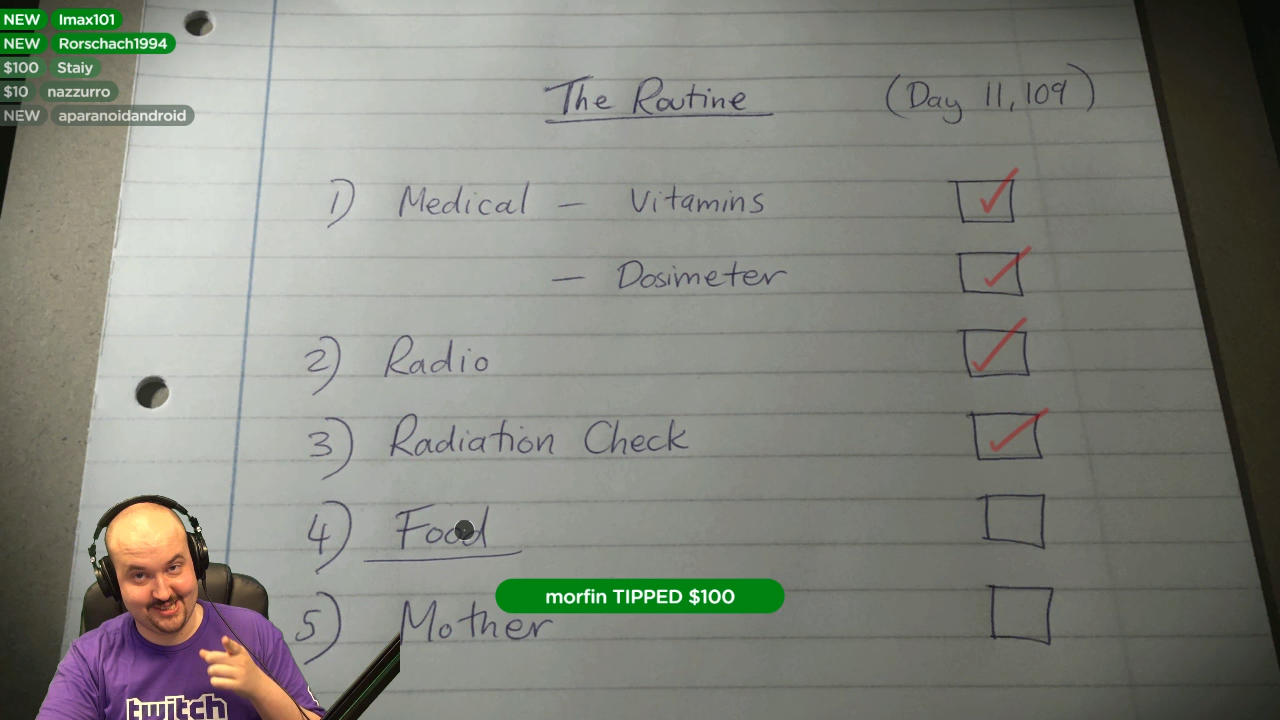 NEW Imax101
NEW Rorschach1994
$100 Staiy
$10 nazzurro
NEW aparanoidandroid
The Routine (Day 11,109)
1) Medical – Vitamins
– Dosimeter
2) Radio
3) Radiation Check
4) Food
morfin TIPPED $100
5) Mother
twitch